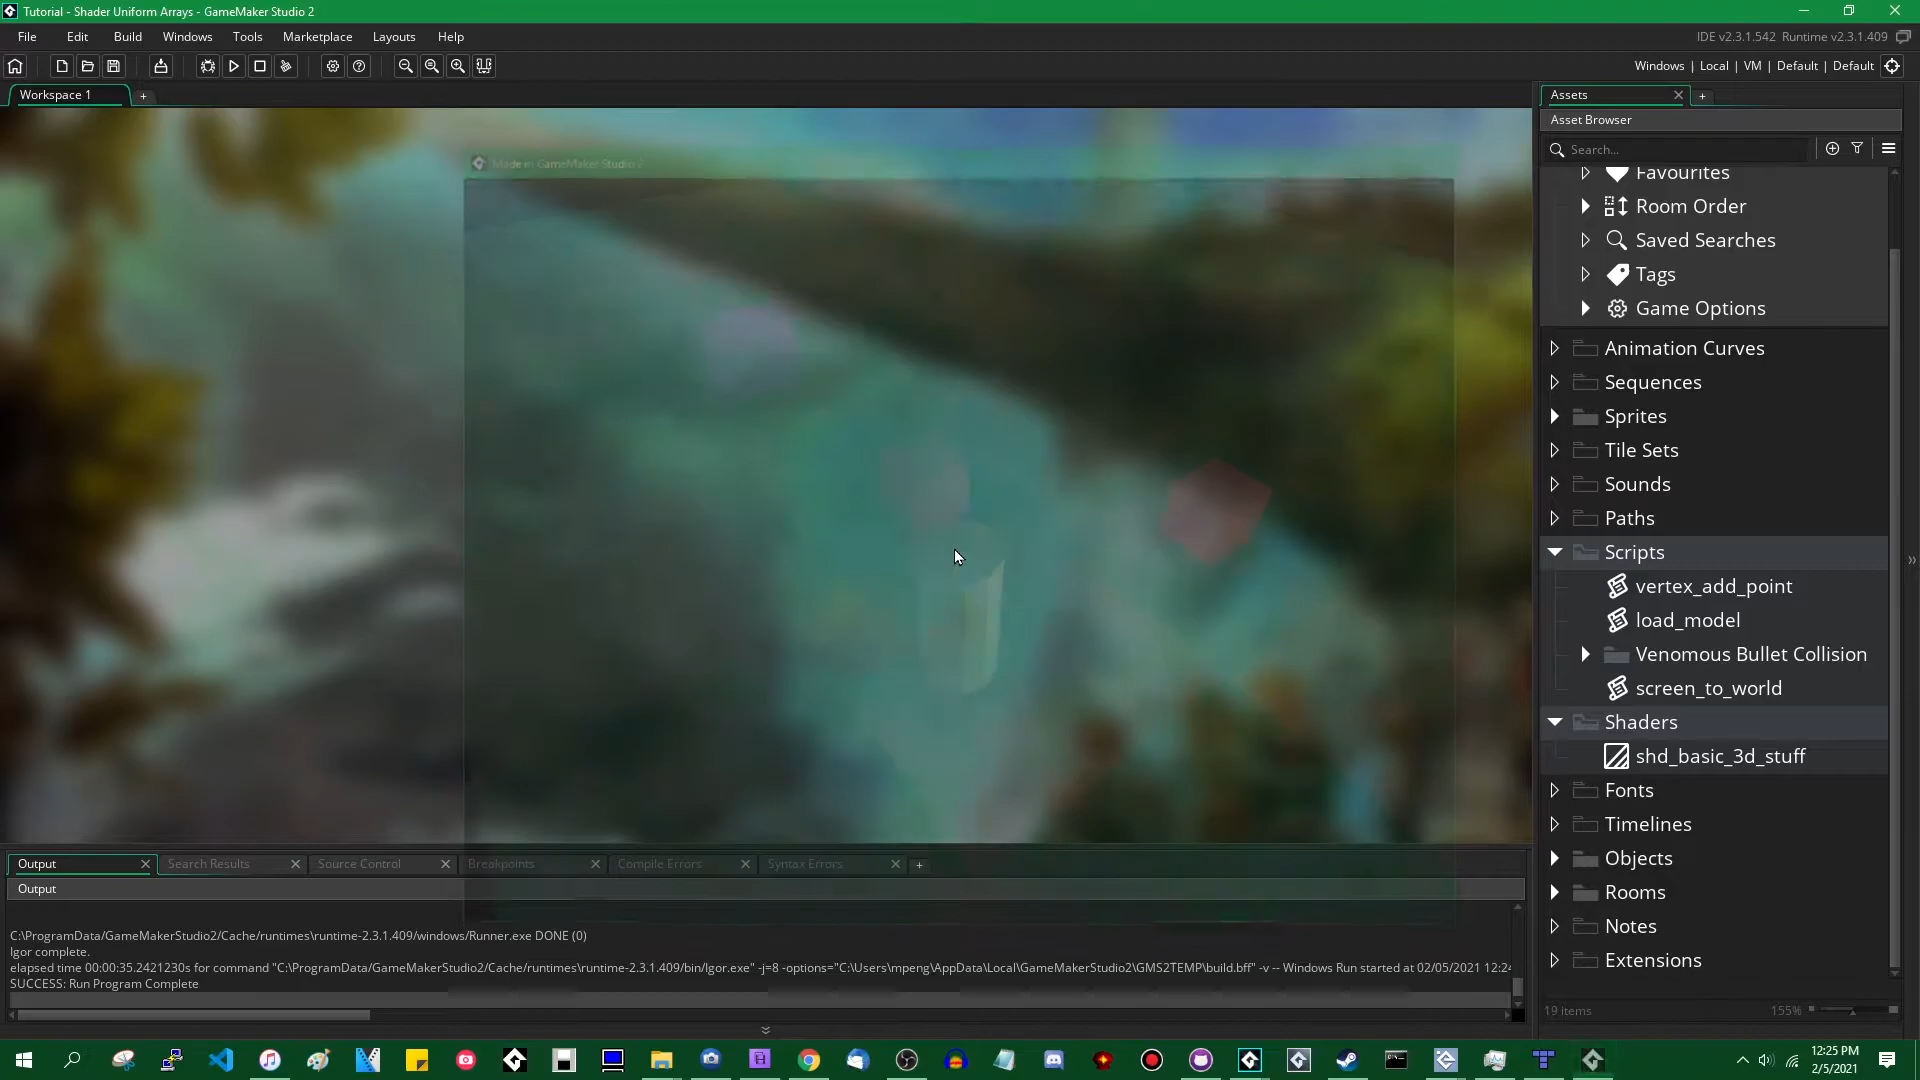 Tutorial - Shader Uniform Arrays - GameMaker Studio 2
File Edit Build Windows Tools Marketplace Layouts Help
IDE v2.3.1.542 Runtime v2.3.1.409
Windows | Local | VM | Default | Default
Workspace 1
Assets
Asset Browser
Search...
Made in GameMaker Studio 2
Favourites
Room Order
Saved Searches
Tags
Game Options
Animation Curves
Sequences
Sprites
Tile Sets
Sounds
Paths
Scripts
vertex_add_point
load_model
Venomous Bullet Collision
screen_to_world
Shaders
shd_basic_3d_stuff
Fonts
Timelines
Objects
Rooms
Notes
Extensions
19 items 155%
Output Search Results Source Control Breakpoints Compile Errors Syntax Errors
Output
C:\ProgramData/GameMakerStudio2/Cache/runtimes\runtime-2.3.1.409/windows/Runner.exe DONE (0)
Igor complete.
elapsed time 00:00:35.2421230s for command "C:\ProgramData/GameMakerStudio2/Cache/runtimes\runtime-2.3.1.409/bin/Igor.exe" -j=8 -options="C:\Users\mpeng\AppData\Local\GameMakerStudio2\GMS2TEMP\build.bff" -v -- Windows Run started at 02/05/2021 12:24
SUCCESS: Run Program Complete
12:25 PM
2/5/2021